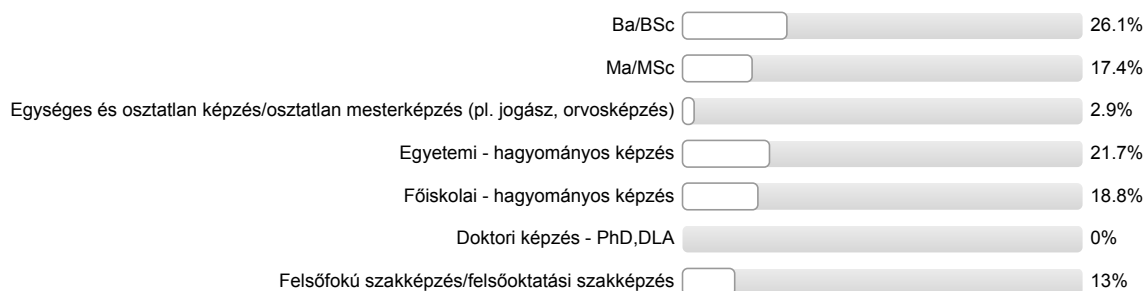 Ba/BSc 26.1%
Ma/MSc 17.4%
Egységes és osztatlan képzés/osztatlan mesterképzés (pl. jogász, orvosképzés) 2.9%
Egyetemi - hagyományos képzés 21.7%
Főiskolai - hagyományos képzés 18.8%
Doktori képzés - PhD,DLA 0%
Felsőfokú szakképzés/felsőoktatási szakképzés 13%